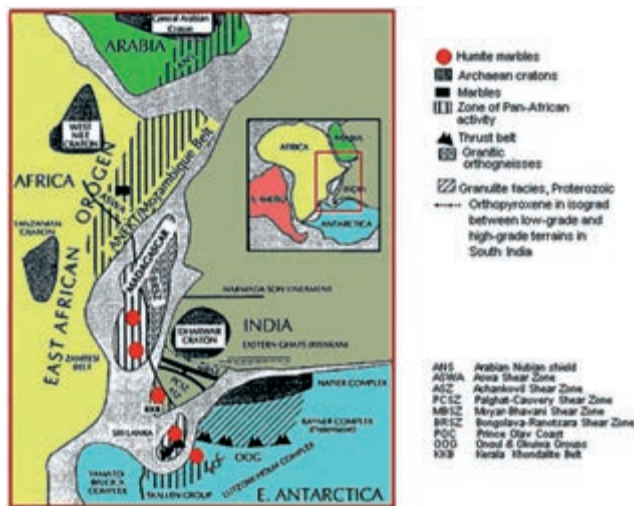 Central Arabian
Craton
ARABIA
ANS
WEST
NILE
CRATON
AFRICA
ASWA
ANEKT/Mozambique Belt
EAST AFRICAN OROGEN
TANZANIAN
CRATON
MADAGASCAR
ZAMBESI
BELT
NARMADA SON LINEAMENT
INDIA
DHARWAR
CRATON
EASTERN GHATS
PCSZ
KKB
SRI LANKA
NAPIER COMPLEX
RAYNER COMPLEX
POC
OOG
LUTZOW-HOLM COMPLEX
YAMATO
BELGICA
COMPLEX
SKALLEN GROUP
E. ANTARCTICA
AFRICA
ARABIA
INDIA
S. AMERICA
ANTARCTICA
Humite marbles
Archaean cratons
Marbles
Zone of Pan-African
activity
Thrust belt
Granitic
orthogneisses
Granulite facies, Proterozoic
Orthopyroxene in isograd
between low-grade and
high-grade terrains in
South India
ANS Arabian Nubian shield
ASWA Aswa Shear Zone
ASZ Achankovil Shear Zone
PCSZ Palghat-Cauvery Shear Zone
MBSZ Moyar-Bhavani Shear Zone
BRSZ Bongolava-Ranotsara Shear Zone
POC Prince Olav Coast
OOG Groups
KKB Kerala Khondalite Belt